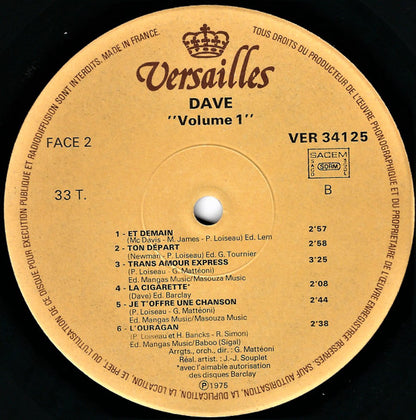 TOUS DROITS DU PRODUCTEUR DE L'ŒUVRE PHONOGRAPHIQUE ET DU PROPRIETAIRE DE L'ŒUVRE ENREGISTREE RESERVES. SAUF AUTORISATION, LA DUPLICATION, LA LOCATION, LE PRET OU L'UTILISATION DE CE DISQUE POUR EXECUTION PUBLIQUE ET RADIODIFFUSION SONT INTERDITS. MADE IN FRANCE.
Versailles
DAVE
"Volume 1"
FACE 2
VER 34125
SACEM
SACD
SDRM
SGDL
33 T.
B
1 - ET DEMAIN 2'57
(Mc Davis - M. James - P. Loiseau) Ed. Lem
2 - TON DÉPART 2'58
(Newman - P. Loiseau) Ed. G. Tournier
3 - TRANS AMOUR EXPRESS 3'25
(P. Loiseau - G. Mattéoni)
Ed. Mangas Music/Masouza Music
4 - LA CIGARETTE* 2'08
(Dave) Ed. Barclay
5 - JE T'OFFRE UNE CHANSON 2'44
(P. Loiseau - G. Mattéoni)
Ed. Mangas Music/Masouza Music
6 - L'OURAGAN 2'38
(P. Loiseau et H. Bancks - R. Simon)
Ed. Mangas Music/Baboo (Sigal)
Arrgts., orch., dir. : G. Mattéoni
Réal. artist. : J.-J. Souplet
*avec l'aimable autorisation
des disques Barclay
Ⓟ 1975